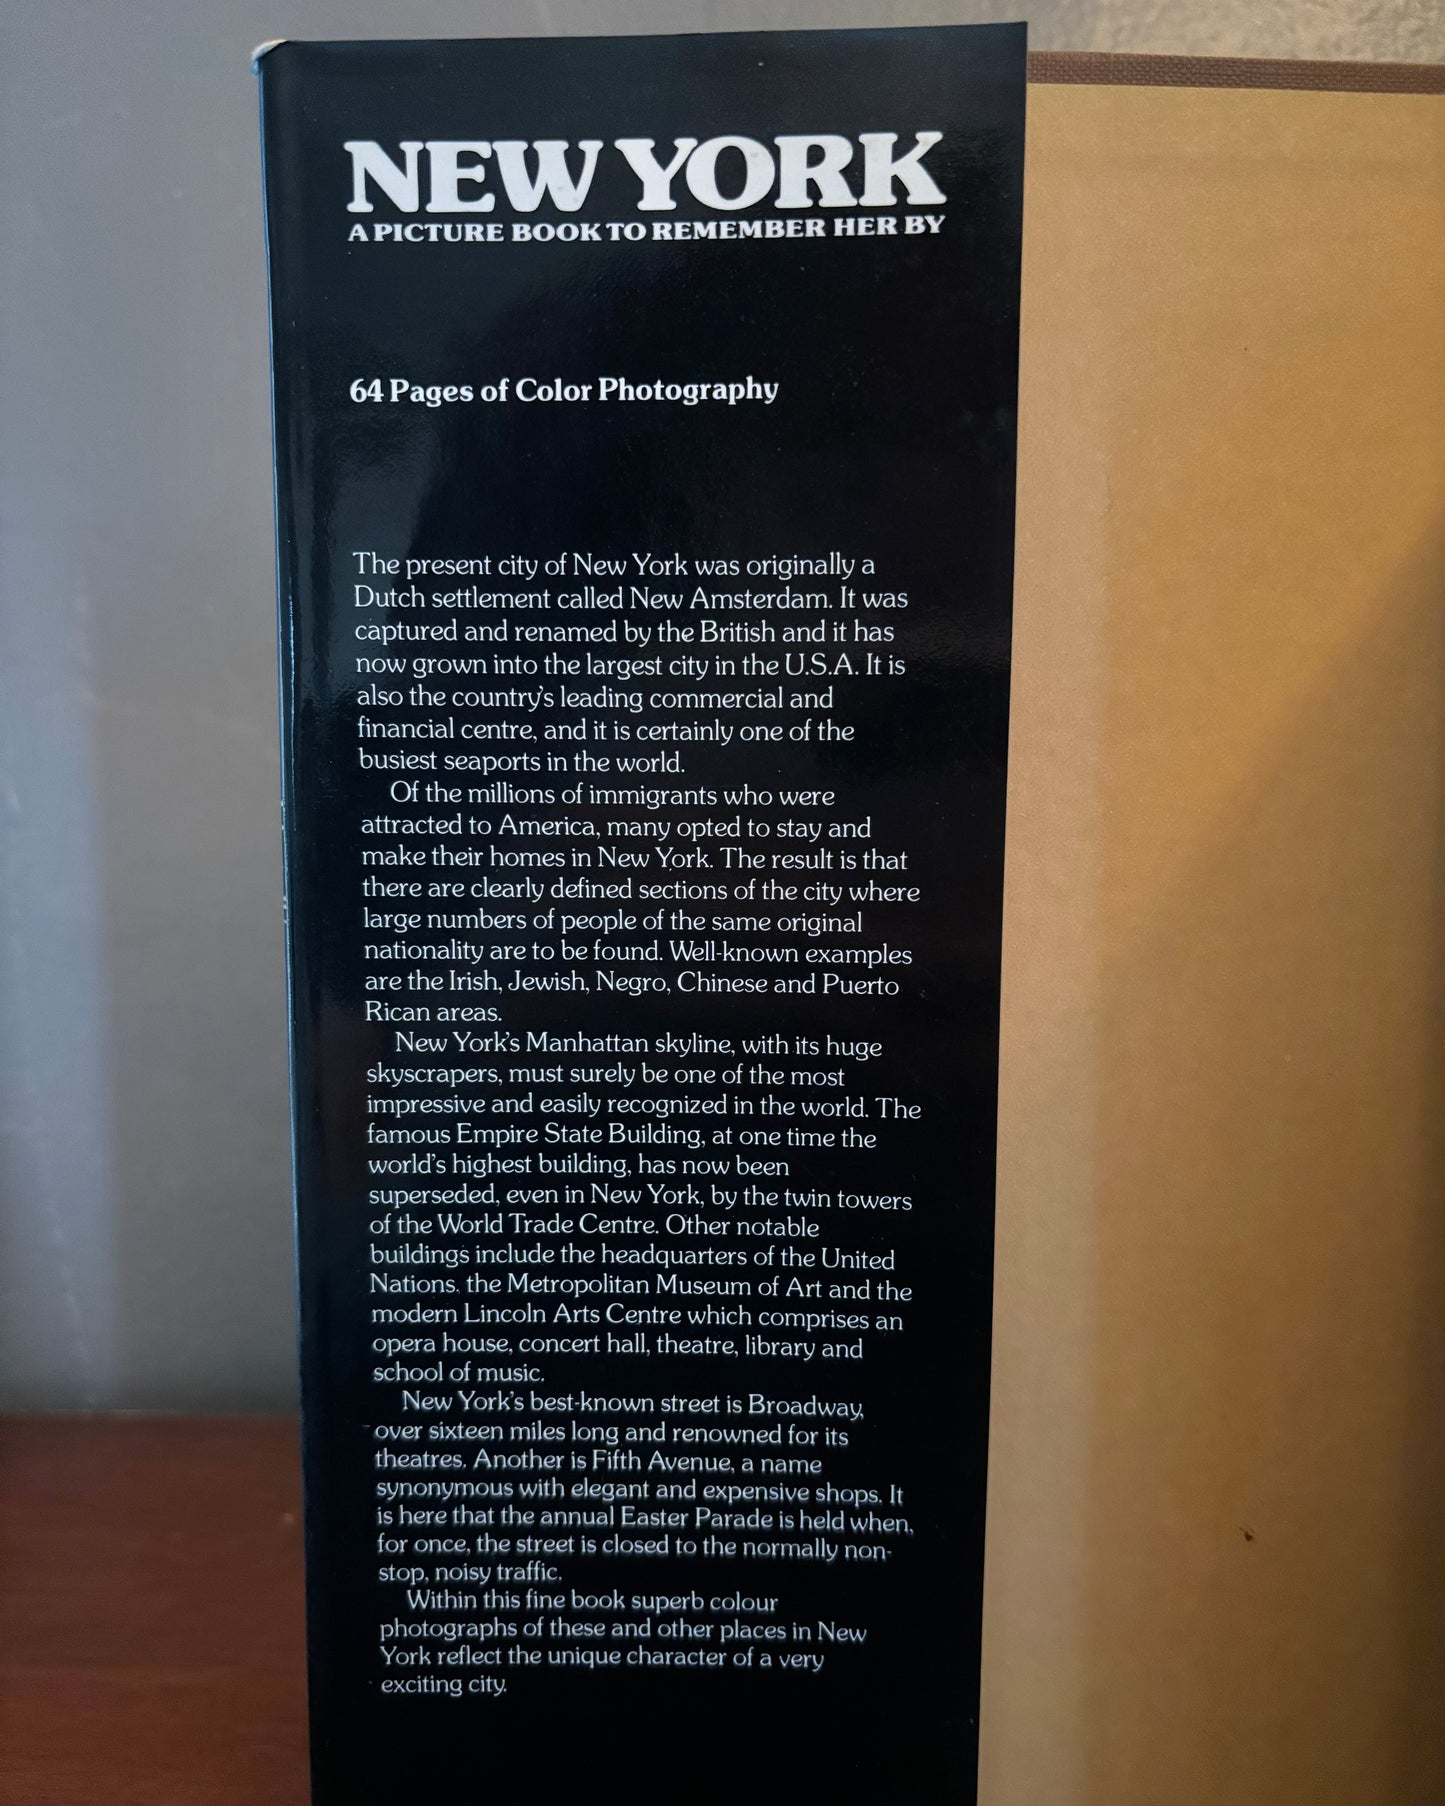 NEW YORK
A PICTURE BOOK TO REMEMBER HER BY
64 Pages of Color Photography
The present city of New York was originally a
Dutch settlement called New Amsterdam. It was
captured and renamed by the British and it has
now grown into the largest city in the U.S.A. It is
also the country's leading commercial and
financial centre, and it is certainly one of the
busiest seaports in the world.
Of the millions of immigrants who were
attracted to America, many opted to stay and
make their homes in New York. The result is that
there are clearly defined sections of the city where
large numbers of people of the same original
nationality are to be found. Well-known examples
are the Irish, Jewish, Negro, Chinese and Puerto
Rican areas.
New York's Manhattan skyline, with its huge
skyscrapers, must surely be one of the most
impressive and easily recognized in the world. The
famous Empire State Building, at one time the
world's highest building, has now been
superseded, even in New York, by the twin towers
of the World Trade Centre. Other notable
buildings include the headquarters of the United
Nations, the Metropolitan Museum of Art and the
modern Lincoln Arts Centre which comprises an
opera house, concert hall, theatre, library and
school of music.
New York's best-known street is Broadway,
over sixteen miles long and renowned for its
theatres. Another is Fifth Avenue, a name
synonymous with elegant and expensive shops. It
is here that the annual Easter Parade is held when,
for once, the street is closed to the normally non-
stop, noisy traffic.
Within this fine book superb colour
photographs of these and other places in New
York reflect the unique character of a very
exciting city.